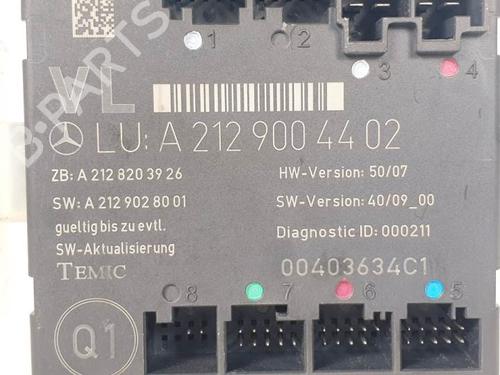 1 2 3 4
VL
LU: A 212 900 44 02
ZB: A 212 820 39 26
HW-Version: 50/07
SW: A 212 902 80 01
SW-Version: 40/09_00
gueltig bis zu evtl.
SW-Aktualisierung
Diagnostic ID: 000211
TEMIC
00403634C1
8 7 6 5
Q1
B-PARTS